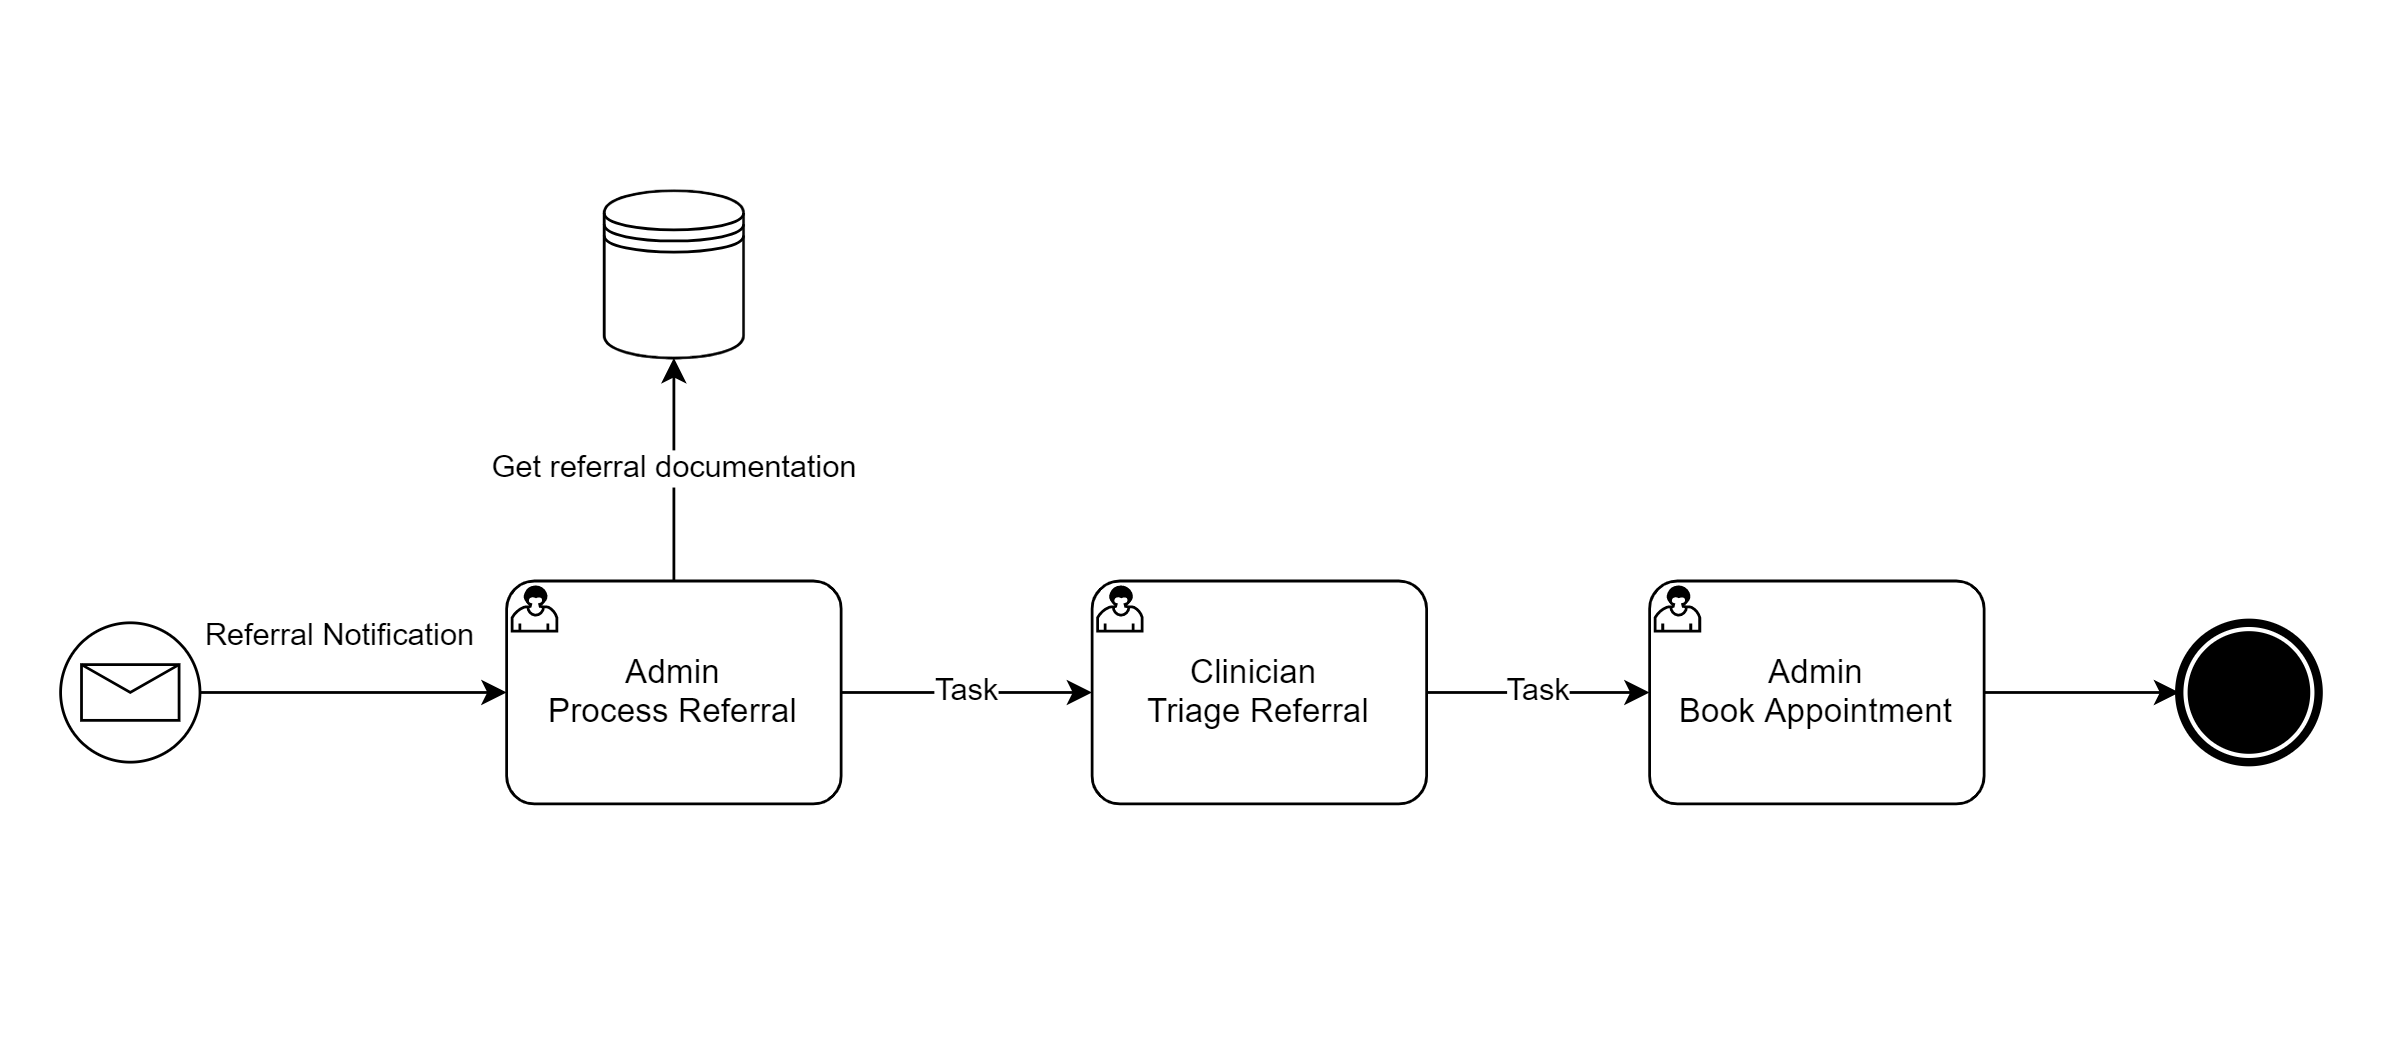 Get referral documentation
Referral Notification
Admin
Process Referral
Task
Clinician
Triage Referral
Task
Admin
Book Appointment